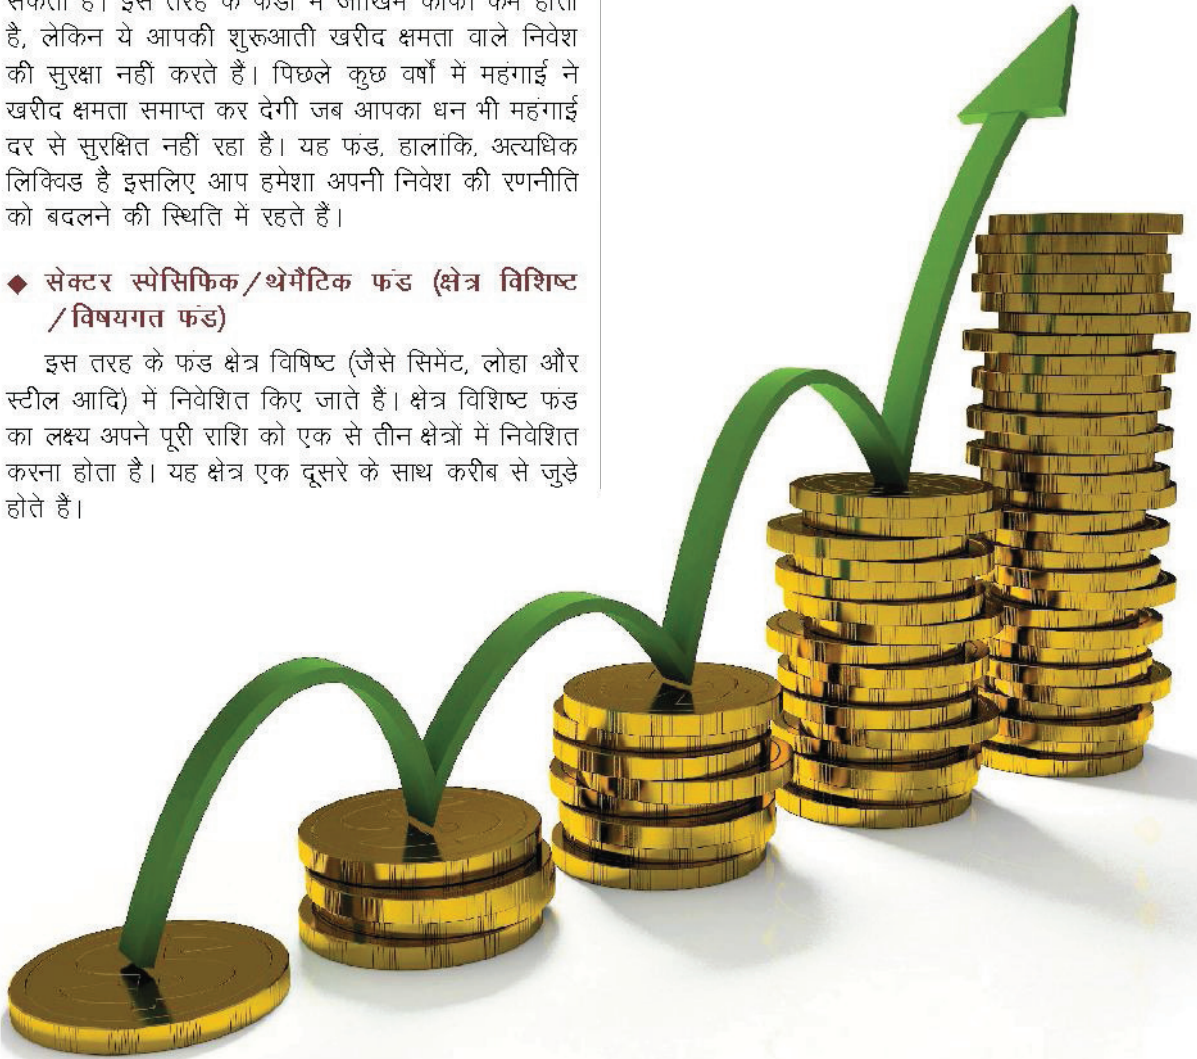 सकता है। इस तरह के फंडों में जोखिम काफी कम होता
है, लेकिन ये आपकी शुरूआती खरीद क्षमता वाले निवेश
की सुरक्षा नहीं करते हैं। पिछले कुछ वर्षों में महंगाई ने
खरीद क्षमता समाप्त कर देगी जब आपका धन भी महंगाई
दर से सुरक्षित नहीं रहा है। यह फंड, हालांकि, अत्यधिक
लिक्विड है इसलिए आप हमेशा अपनी निवेश की रणनीति
को बदलने की स्थिति में रहते हैं।
◆ सेक्टर स्पेसिफिक/थेमैटिक फंड (क्षेत्र विशिष्ट
/विषयगत फंड)
इस तरह के फंड क्षेत्र विषिष्ट (जैसे सिमेंट, लोहा और
स्टील आदि) में निवेशित किए जाते हैं। क्षेत्र विशिष्ट फंड
का लक्ष्य अपने पूरी राशि को एक से तीन क्षेत्रों में निवेशित
करना होता है। यह क्षेत्र एक दूसरे के साथ करीब से जुड़े
होते हैं।